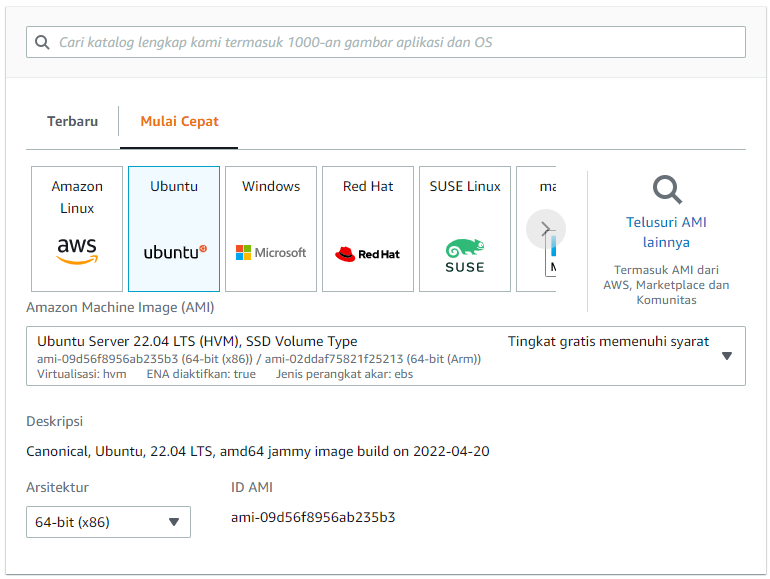 Cari katalog lengkap kami termasuk 1000-an gambar aplikasi dan OS
Terbaru
Mulai Cepat
Amazon
Linux
aws
Ubuntu
ubuntu
Windows
Microsoft
Red Hat
Red Hat
SUSE Linux
SUSE
ma
M
Telusuri AMI
lainnya
Termasuk AMI dari
AWS, Marketplace dan
Komunitas
Amazon Machine Image (AMI)
Ubuntu Server 22.04 LTS (HVM), SSD Volume Type
Tingkat gratis memenuhi syarat
ami-09d56f8956ab235b3 (64-bit (x86)) / ami-02ddaf75821f25213 (64-bit (Arm))
Virtualisasi: hvm ENA diaktifkan: true Jenis perangkat akar: ebs
Deskripsi
Canonical, Ubuntu, 22.04 LTS, amd64 jammy image build on 2022-04-20
Arsitektur
ID AMI
64-bit (x86)
ami-09d56f8956ab235b3